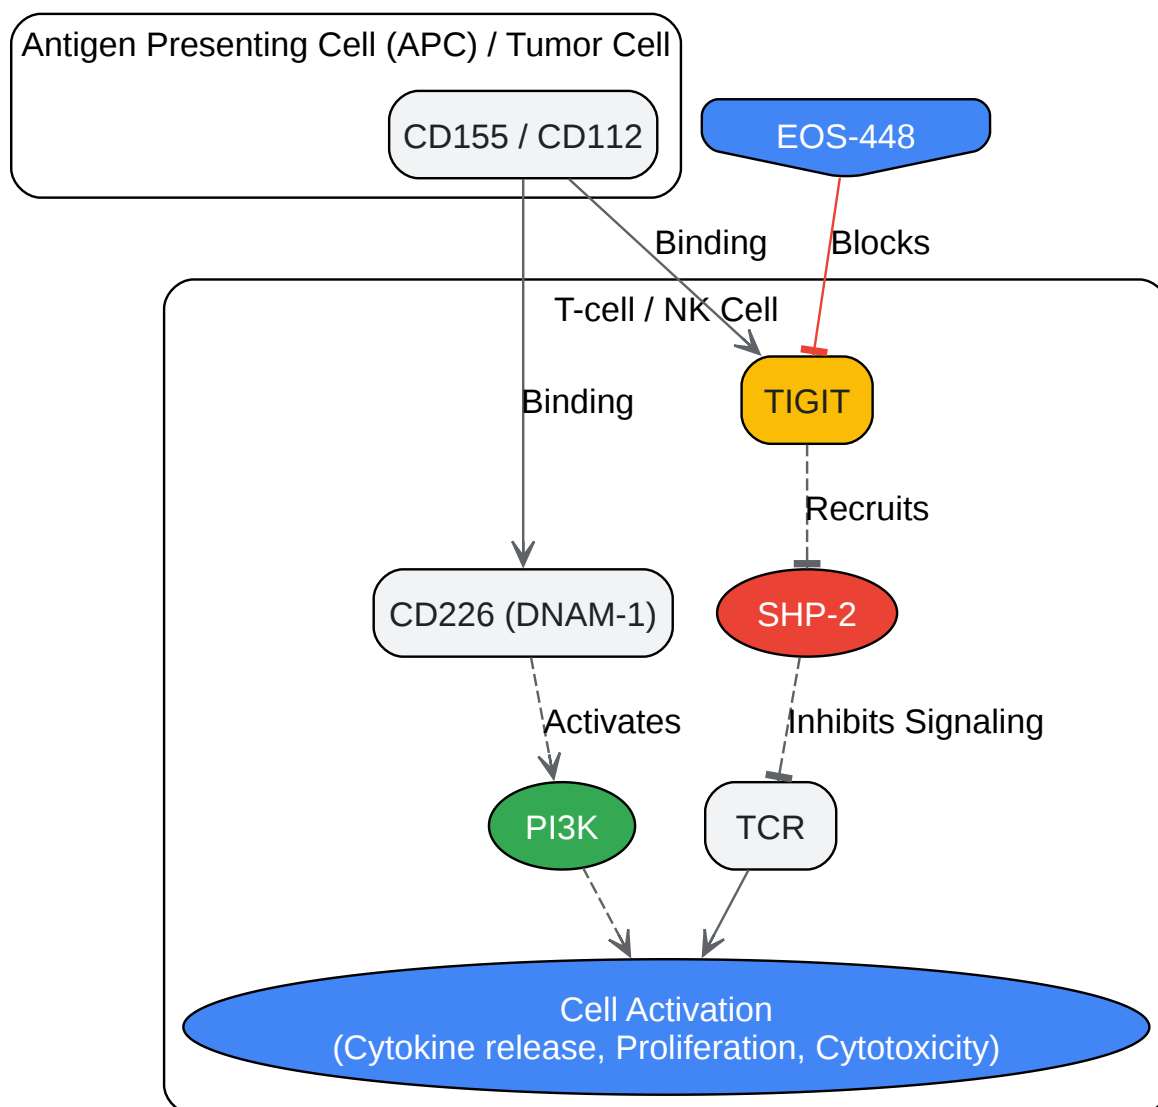 Antigen Presenting Cell (APC) / Tumor Cell
CD155 / CD112
EOS-448
Binding
Blocks
T-cell / NK Cell
TIGIT
Binding
Recruits
CD226 (DNAM-1)
SHP-2
Activates
Inhibits Signaling
PI3K
TCR
Cell Activation
(Cytokine release, Proliferation, Cytotoxicity)